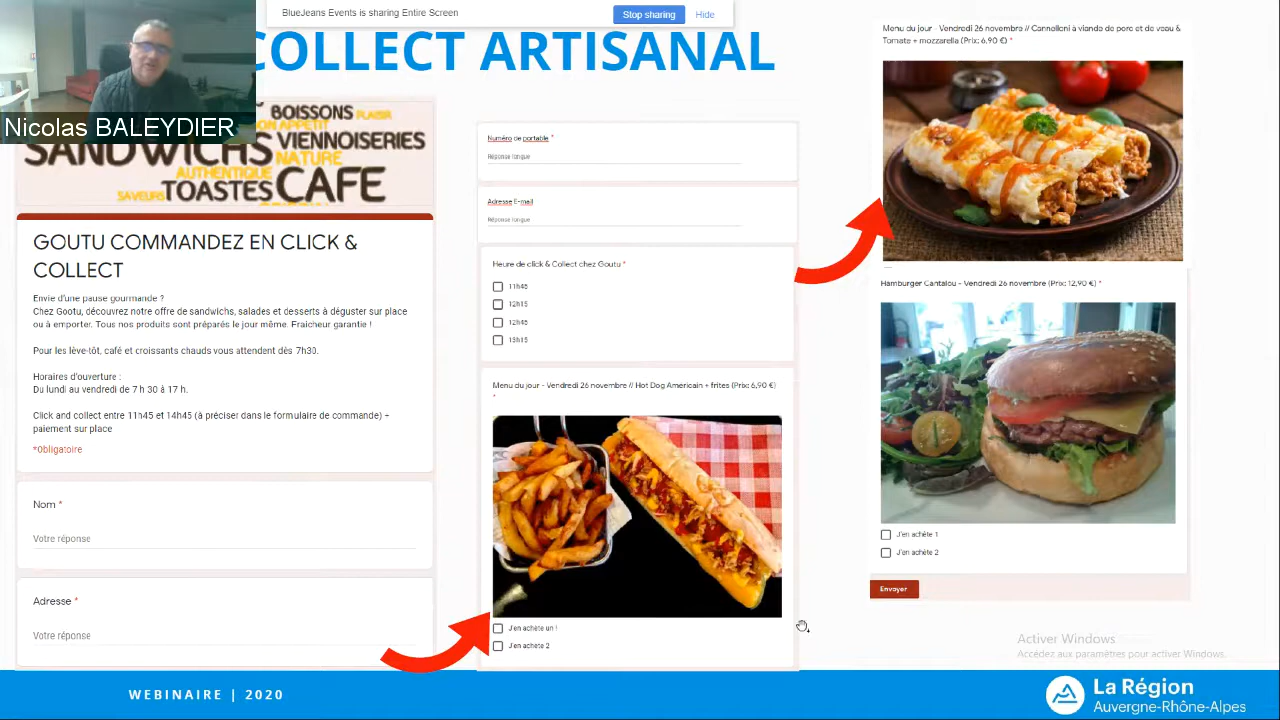 BlueJeans Events is sharing Entire Screen
Stop sharing
Hide
COLLECT ARTISANAL
Nicolas BALEYDIER
BOISSONS
PLAISIR
BON APPETIT
SANDWICHS
VIENNOISERIES
NATURE
AUTHENTIQUE
SAVEURS
TOASTES
CAFE
GOUTU COMMANDEZ EN CLICK &
COLLECT
Envie d'une pause gourmande ?
Chez Gootu, découvrez notre offre de sandwichs, salades et desserts à déguster sur place
ou à emporter. Tous nos produits sont préparés le jour même. Fraicheur garantie !
Pour les lève-tôt, café et croissants chauds vous attendent dès 7h30.
Horaires d'ouverture :
Du lundi au vendredi de 7 h 30 à 17 h.
Click and collect entre 11h45 et 14h45 (à préciser dans le formulaire de commande) +
paiement sur place
*Obligatoire
Nom *
Votre réponse
Adresse *
Votre réponse
Numéro de portable *
Réponse longue
Adresse E-mail
Réponse longue
Heure de click & Collect chez Goutu *
11h45
12h15
12h45
13h15
Menu du jour - Vendredi 26 novembre // Hot Dog Americain + frites (Prix: 6,90 €)
*
J'en achète un !
J'en achete 2
Menu du jour - Vendredi 26 novembre // Cannelloni à viande de porc et de veau &
Tomate + mozzarella (Prix: 6,90 €) *
Hamburger Cantalou - Vendredi 26 novembre (Prix: 12,90 €) *
J'en achète 1
J'en achète 2
Envoyer
Activer Windows
Accédez aux paramètres pour activer Windows.
WEBINAIRE | 2020
La Région
Auvergne-Rhône-Alpes